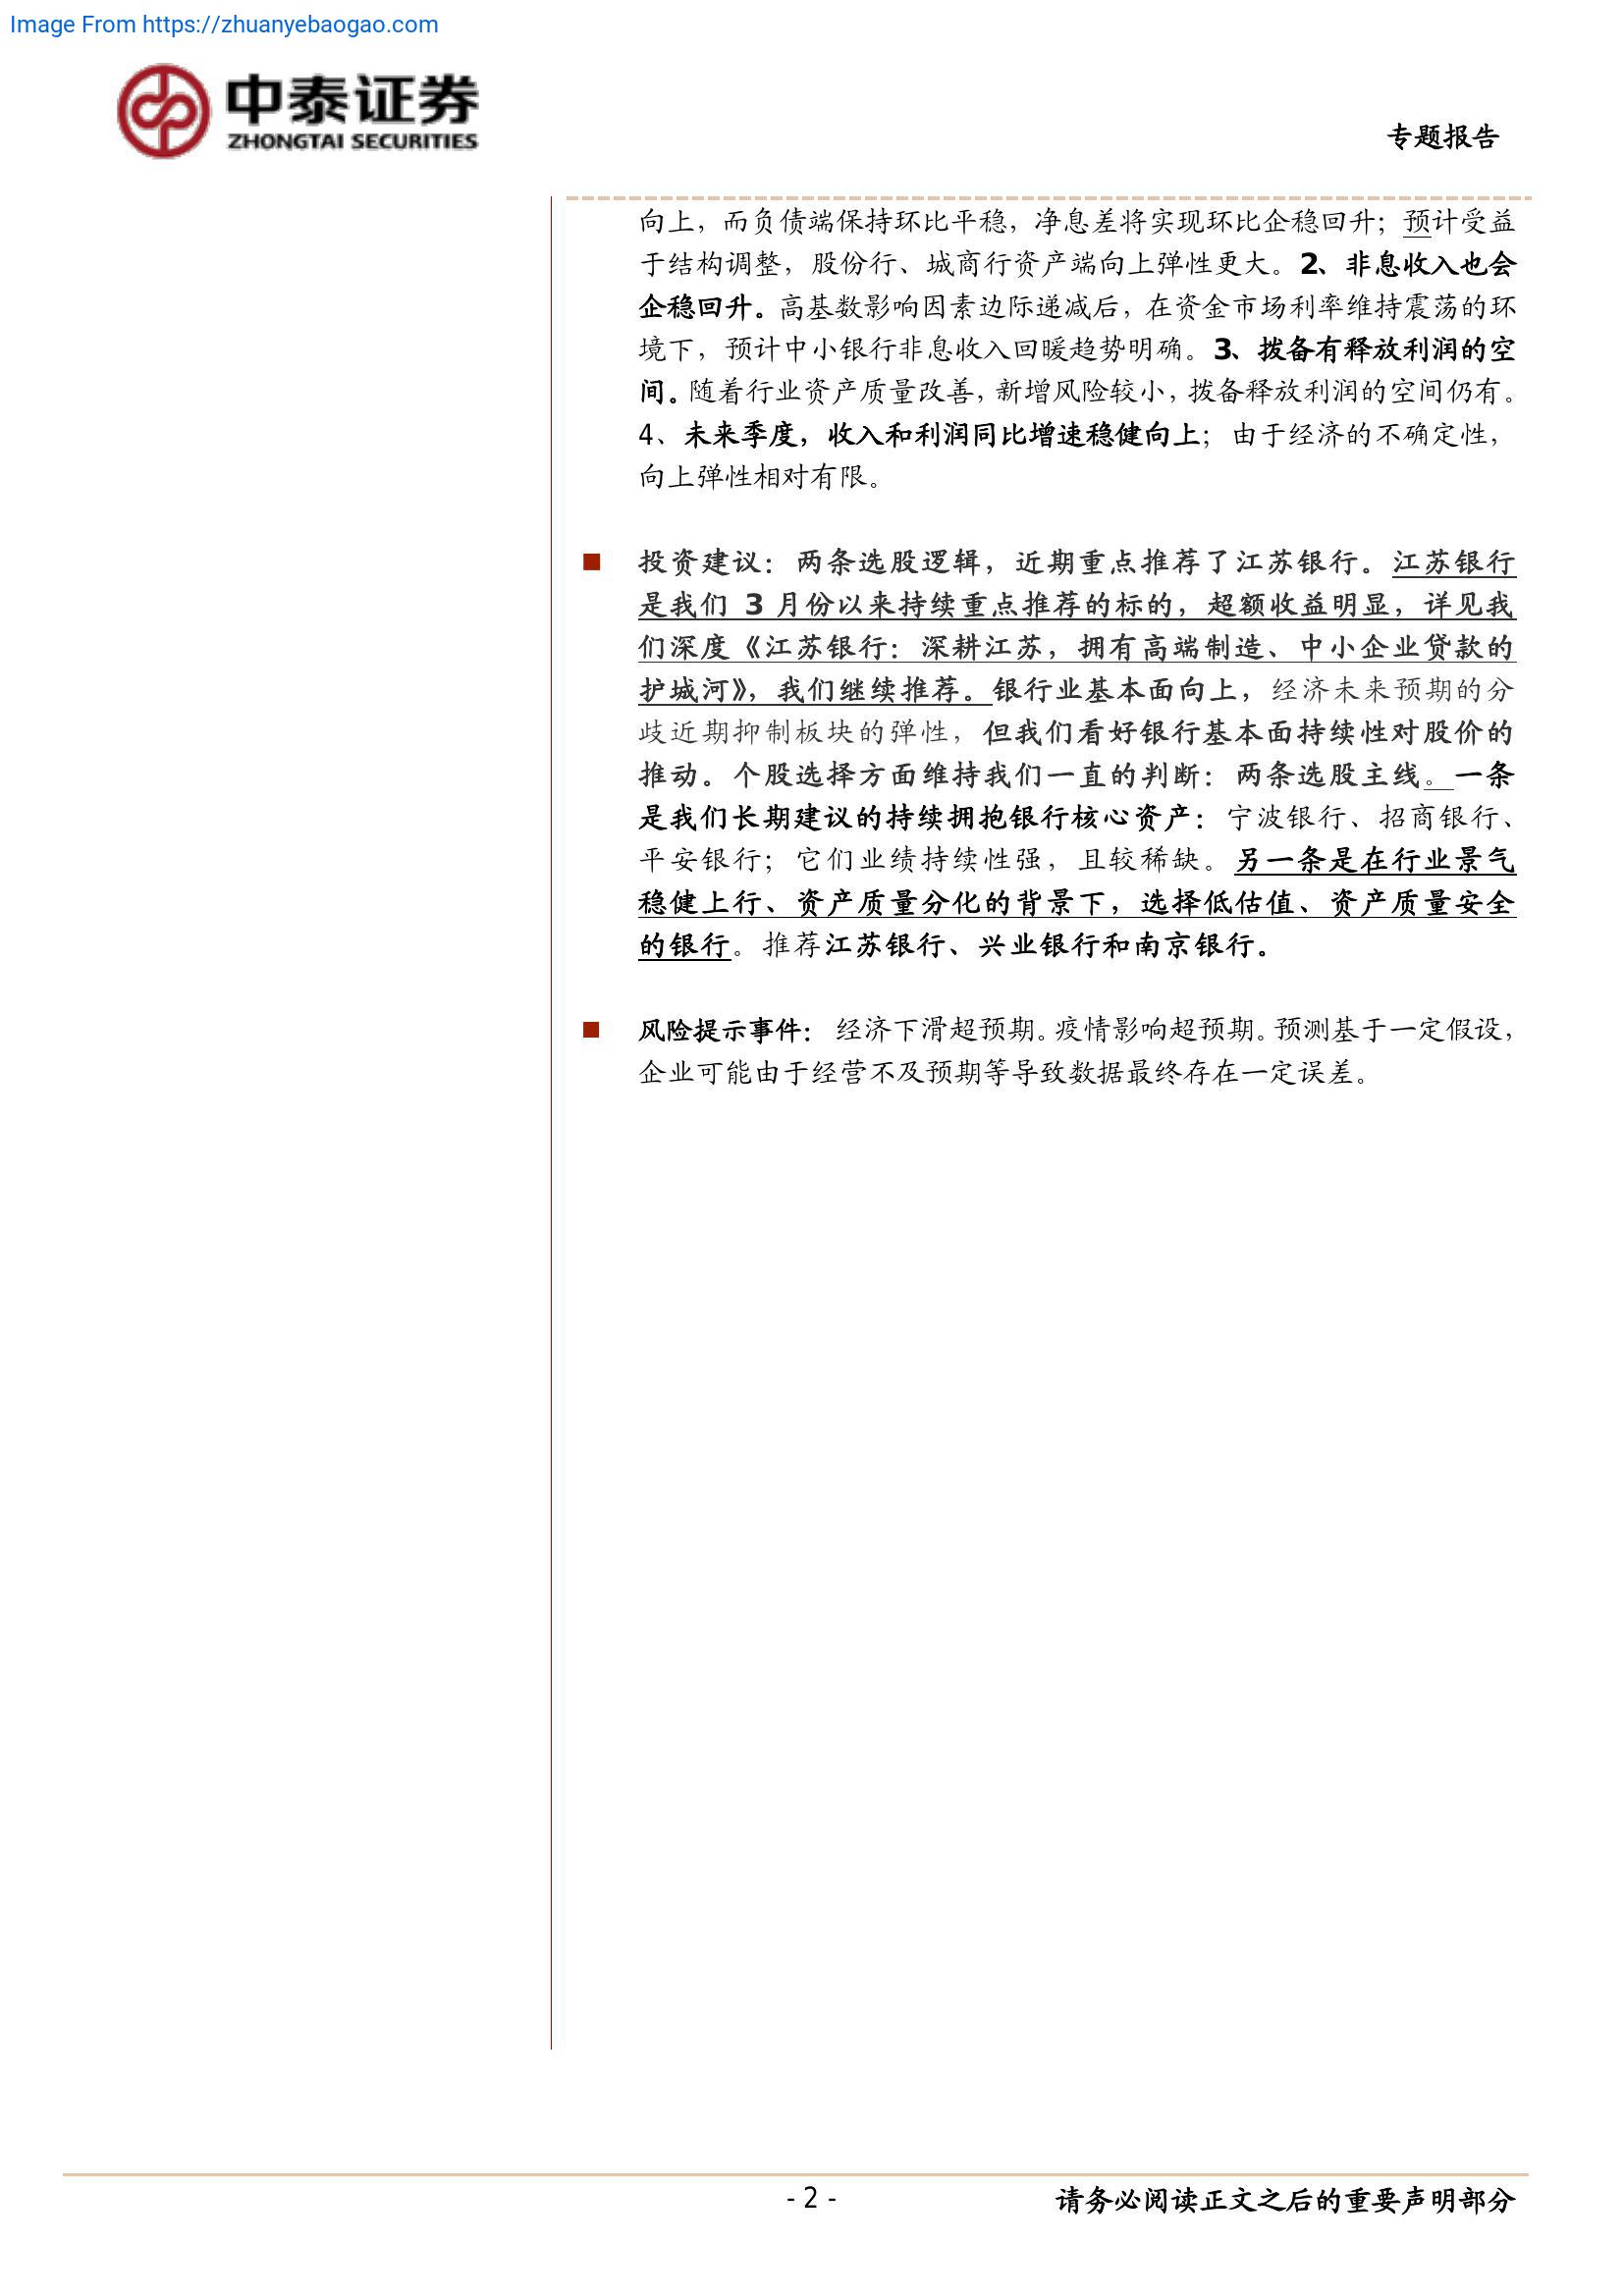 Image From https://zhuanyebaogao.com
中泰证券
ZHONGTAI SECURITIES
专题报告
向上，而负债端保持环比平稳，净息差将实现环比企稳回升；预计受益
于结构调整，股份行、城商行资产端向上弹性更大。2、非息收入也会
企稳回升。高基数影响因素边际递减后，在资金市场利率维持震荡的环
境下，预计中小银行非息收入回暖趋势明确。3、拨备有释放利润的空
间。随着行业资产质量改善，新增风险较小，拨备释放利润的空间仍有。
4、未来季度，收入和利润同比增速稳健向上；由于经济的不确定性，
向上弹性相对有限。
■ 投资建议：两条选股逻辑，近期重点推荐了江苏银行。江苏银行
是我们 3 月份以来持续重点推荐的标的，超额收益明显，详见我
们深度《江苏银行：深耕江苏，拥有高端制造、中小企业贷款的
护城河》，我们继续推荐。银行业基本面向上，经济未来预期的分
歧近期抑制板块的弹性，但我们看好银行基本面持续性对股价的
推动。个股选择方面维持我们一直的判断：两条选股主线。一条
是我们长期建议的持续拥抱银行核心资产：宁波银行、招商银行、
平安银行；它们业绩持续性强，且较稀缺。另一条是在行业景气
稳健上行、资产质量分化的背景下，选择低估值、资产质量安全
的银行。推荐江苏银行、兴业银行和南京银行。
■ 风险提示事件： 经济下滑超预期。疫情影响超预期。预测基于一定假设，
企业可能由于经营不及预期等导致数据最终存在一定误差。
- 2 -
请务必阅读正文之后的重要声明部分